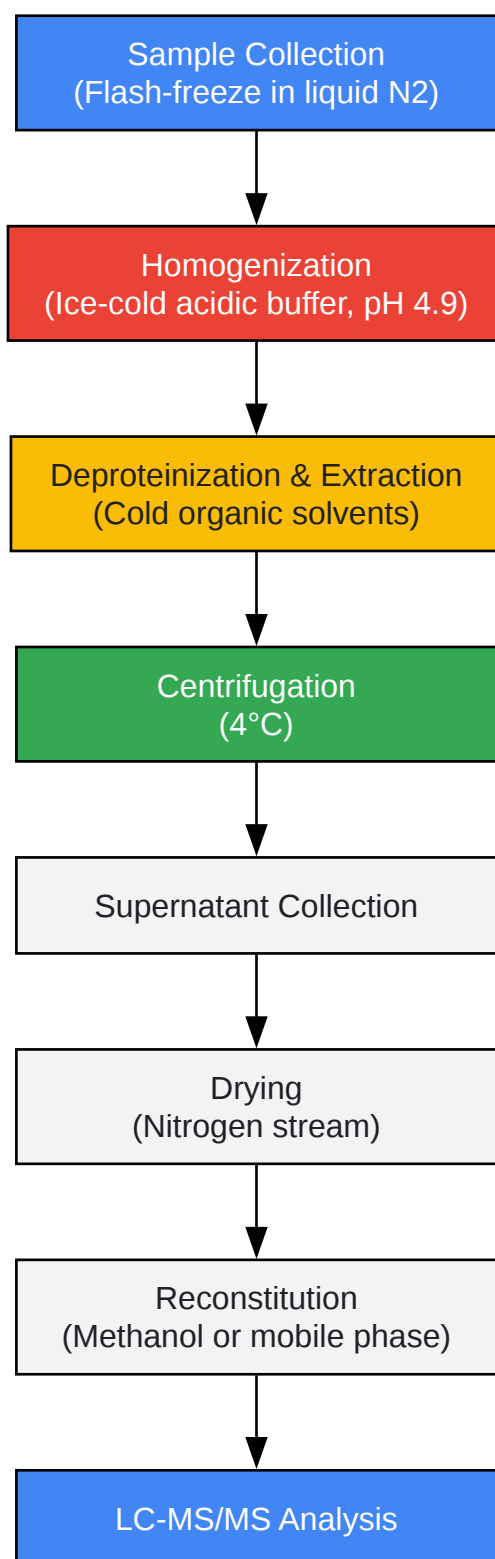 Sample Collection
(Flash-freeze in liquid N2)
Homogenization
(Ice-cold acidic buffer, pH 4.9)
Deproteinization & Extraction
(Cold organic solvents)
Centrifugation
(4°C)
Supernatant Collection
Drying
(Nitrogen stream)
Reconstitution
(Methanol or mobile phase)
LC-MS/MS Analysis